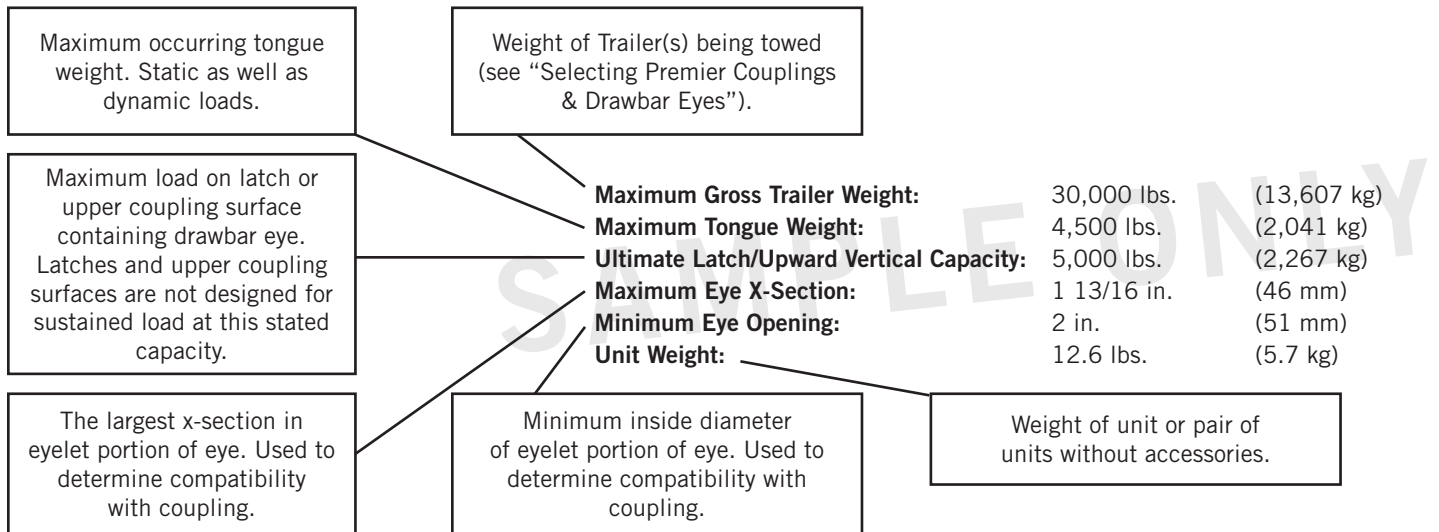 Maximum occurring tongue
weight. Static as well as
dynamic loads.
Weight of Trailer(s) being towed
(see “Selecting Premier Couplings
& Drawbar Eyes”).
Maximum load on latch or
upper coupling surface
containing drawbar eye.
Latches and upper coupling
surfaces are not designed for
sustained load at this stated
capacity.
Maximum Gross Trailer Weight: 30,000 lbs. (13,607 kg)
Maximum Tongue Weight: 4,500 lbs. (2,041 kg)
Ultimate Latch/Upward Vertical Capacity: 5,000 lbs. (2,267 kg)
Maximum Eye X-Section: 1 13/16 in. (46 mm)
Minimum Eye Opening: 2 in. (51 mm)
Unit Weight: 12.6 lbs. (5.7 kg)
SAMPLE ONLY
The largest x-section in
eyelet portion of eye. Used to
determine compatibility
with coupling.
Minimum inside diameter
of eyelet portion of eye. Used to
determine compatibility with
coupling.
Weight of unit or pair of
units without accessories.